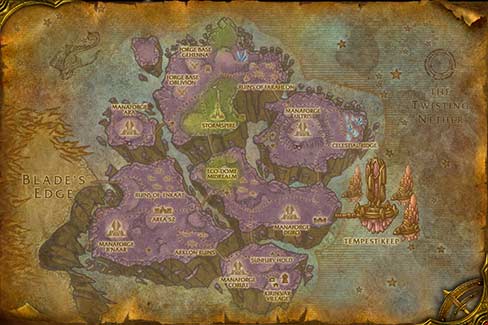 FORGE BASE
GEHENNA
FORGE BASE
OBLIVION
RUINS OF FARAHLON
THE
TWISTING
NETHER
MANAFORGE
ARA
MANAFORGE
ULTRIS
STORMSPIRE
CELESTIAL RIDGE
ECO-DOME
MIDREALM
BLADE'S
EDGE
RUINS OF ENKAAT
AREA 52
MANAFORGE
DURO
TEMPEST KEEP
MANAFORGE
B'NAAR
ARKLON RUINS
SUNFURY HOLD
MANAFORGE
CORUU
KIRIN'VAR
VILLAGE